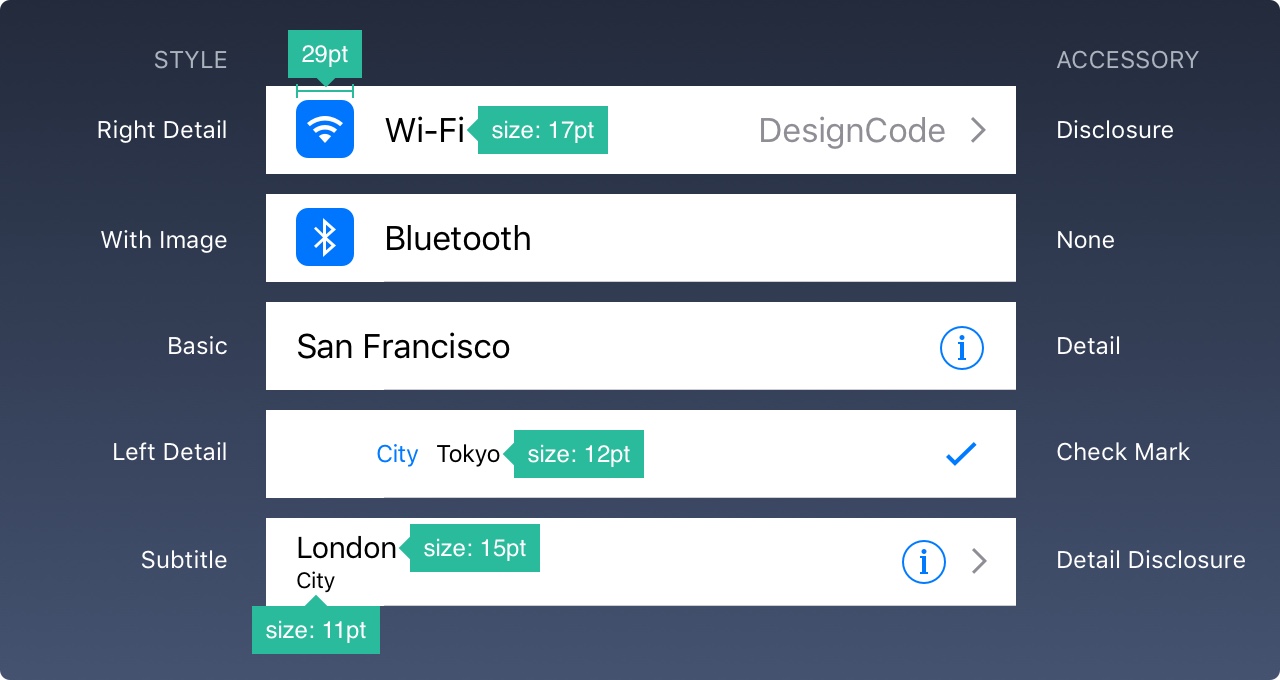 STYLE
29pt
ACCESSORY
Right Detail
Wi-Fi
size: 17pt
DesignCode
Disclosure
With Image
Bluetooth
None
Basic
San Francisco
i
Detail
Left Detail
City
Tokyo
size: 12pt
Check Mark
Subtitle
London
size: 15pt
City
i
Detail Disclosure
size: 11pt